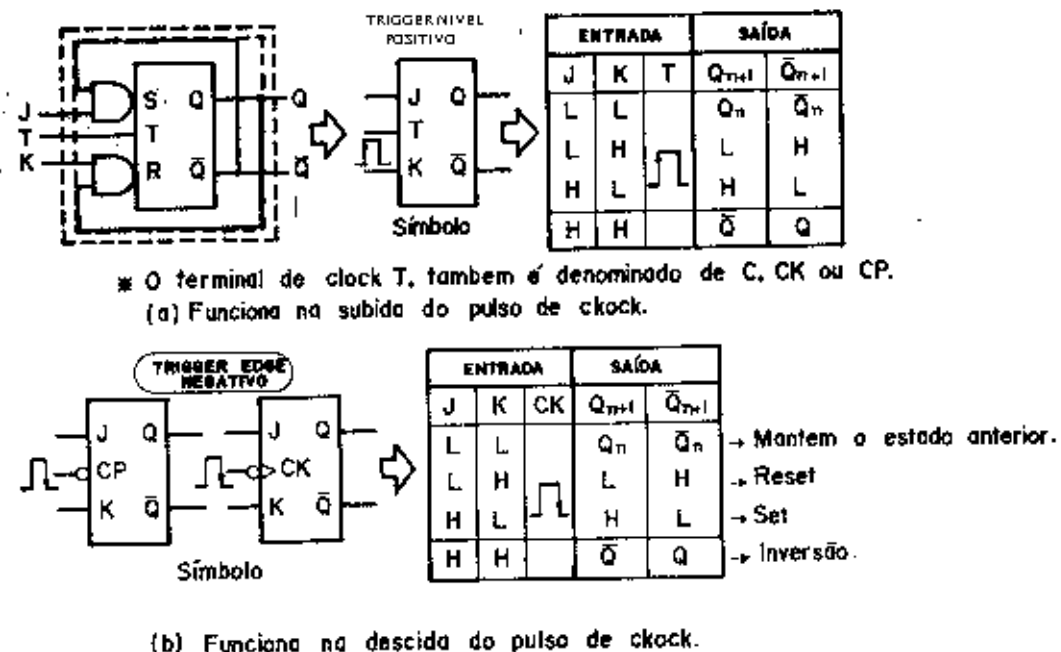 TRIGGER NIVEL
POSITIVO
J
T
K
S Q
T
R Q̅
Q
Q̅
J Q
T
K Q̅
Símbolo
ENTRADA SAÍDA
J K T Qn+1 Q̅n+1
L L Qn Q̅n
L H L H
H L H L
H H Q̅ Q
* O terminal de clock T, tambem é denominado de C, CK ou CP.
(a) Funciona na subida do pulso de ckock.
TRIGGER EDGE
NEGATIVO
J Q
CP
K Q̅
J Q
CK
K Q̅
Símbolo
ENTRADA SAÍDA
J K CK Qn+1 Q̅n+1
L L Qn Q̅n → Mantem o estado anterior.
L H L H → Reset
H L H L → Set
H H Q̅ Q → Inversão.
(b) Funciona na descida do pulso de ckock.